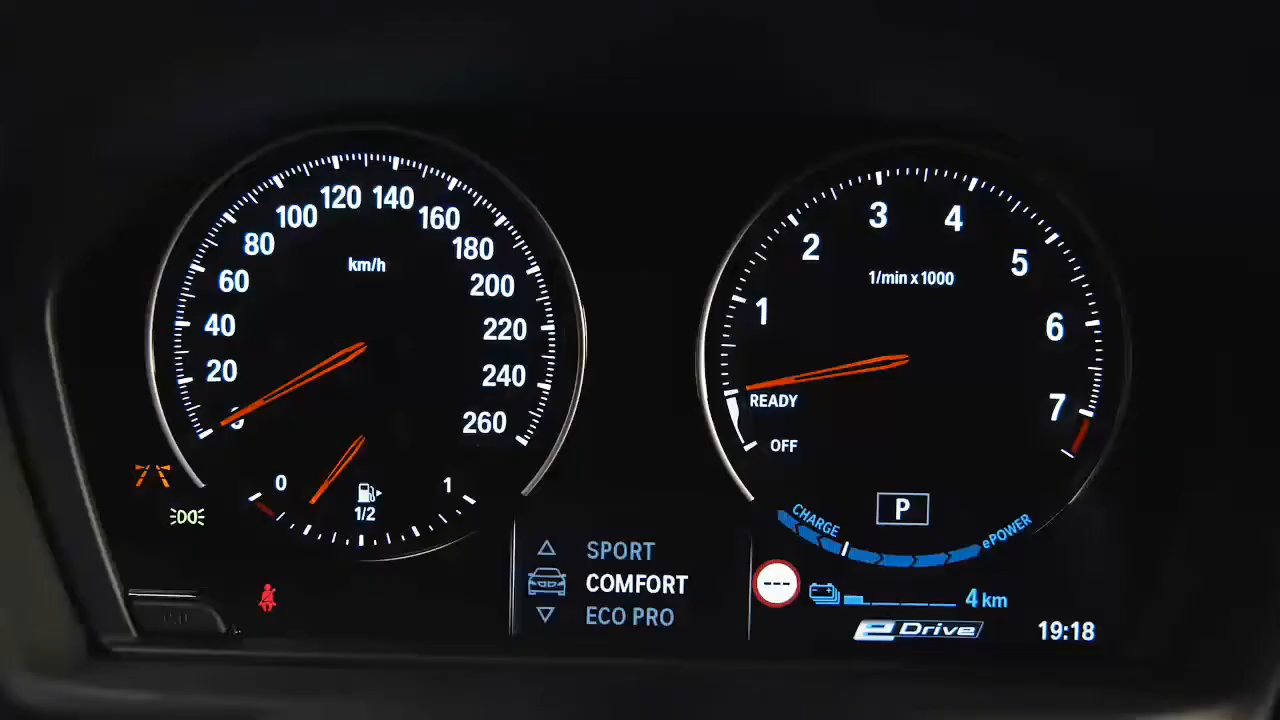 0
20
40
60
80
100
120
140
160
180
200
220
240
260
km/h
0
1/2
1
SPORT
COMFORT
ECO PRO
OFF
READY
1
2
3
4
5
6
7
1/min x 1000
P
CHARGE
ePOWER
---
4 km
eDrive
19:18